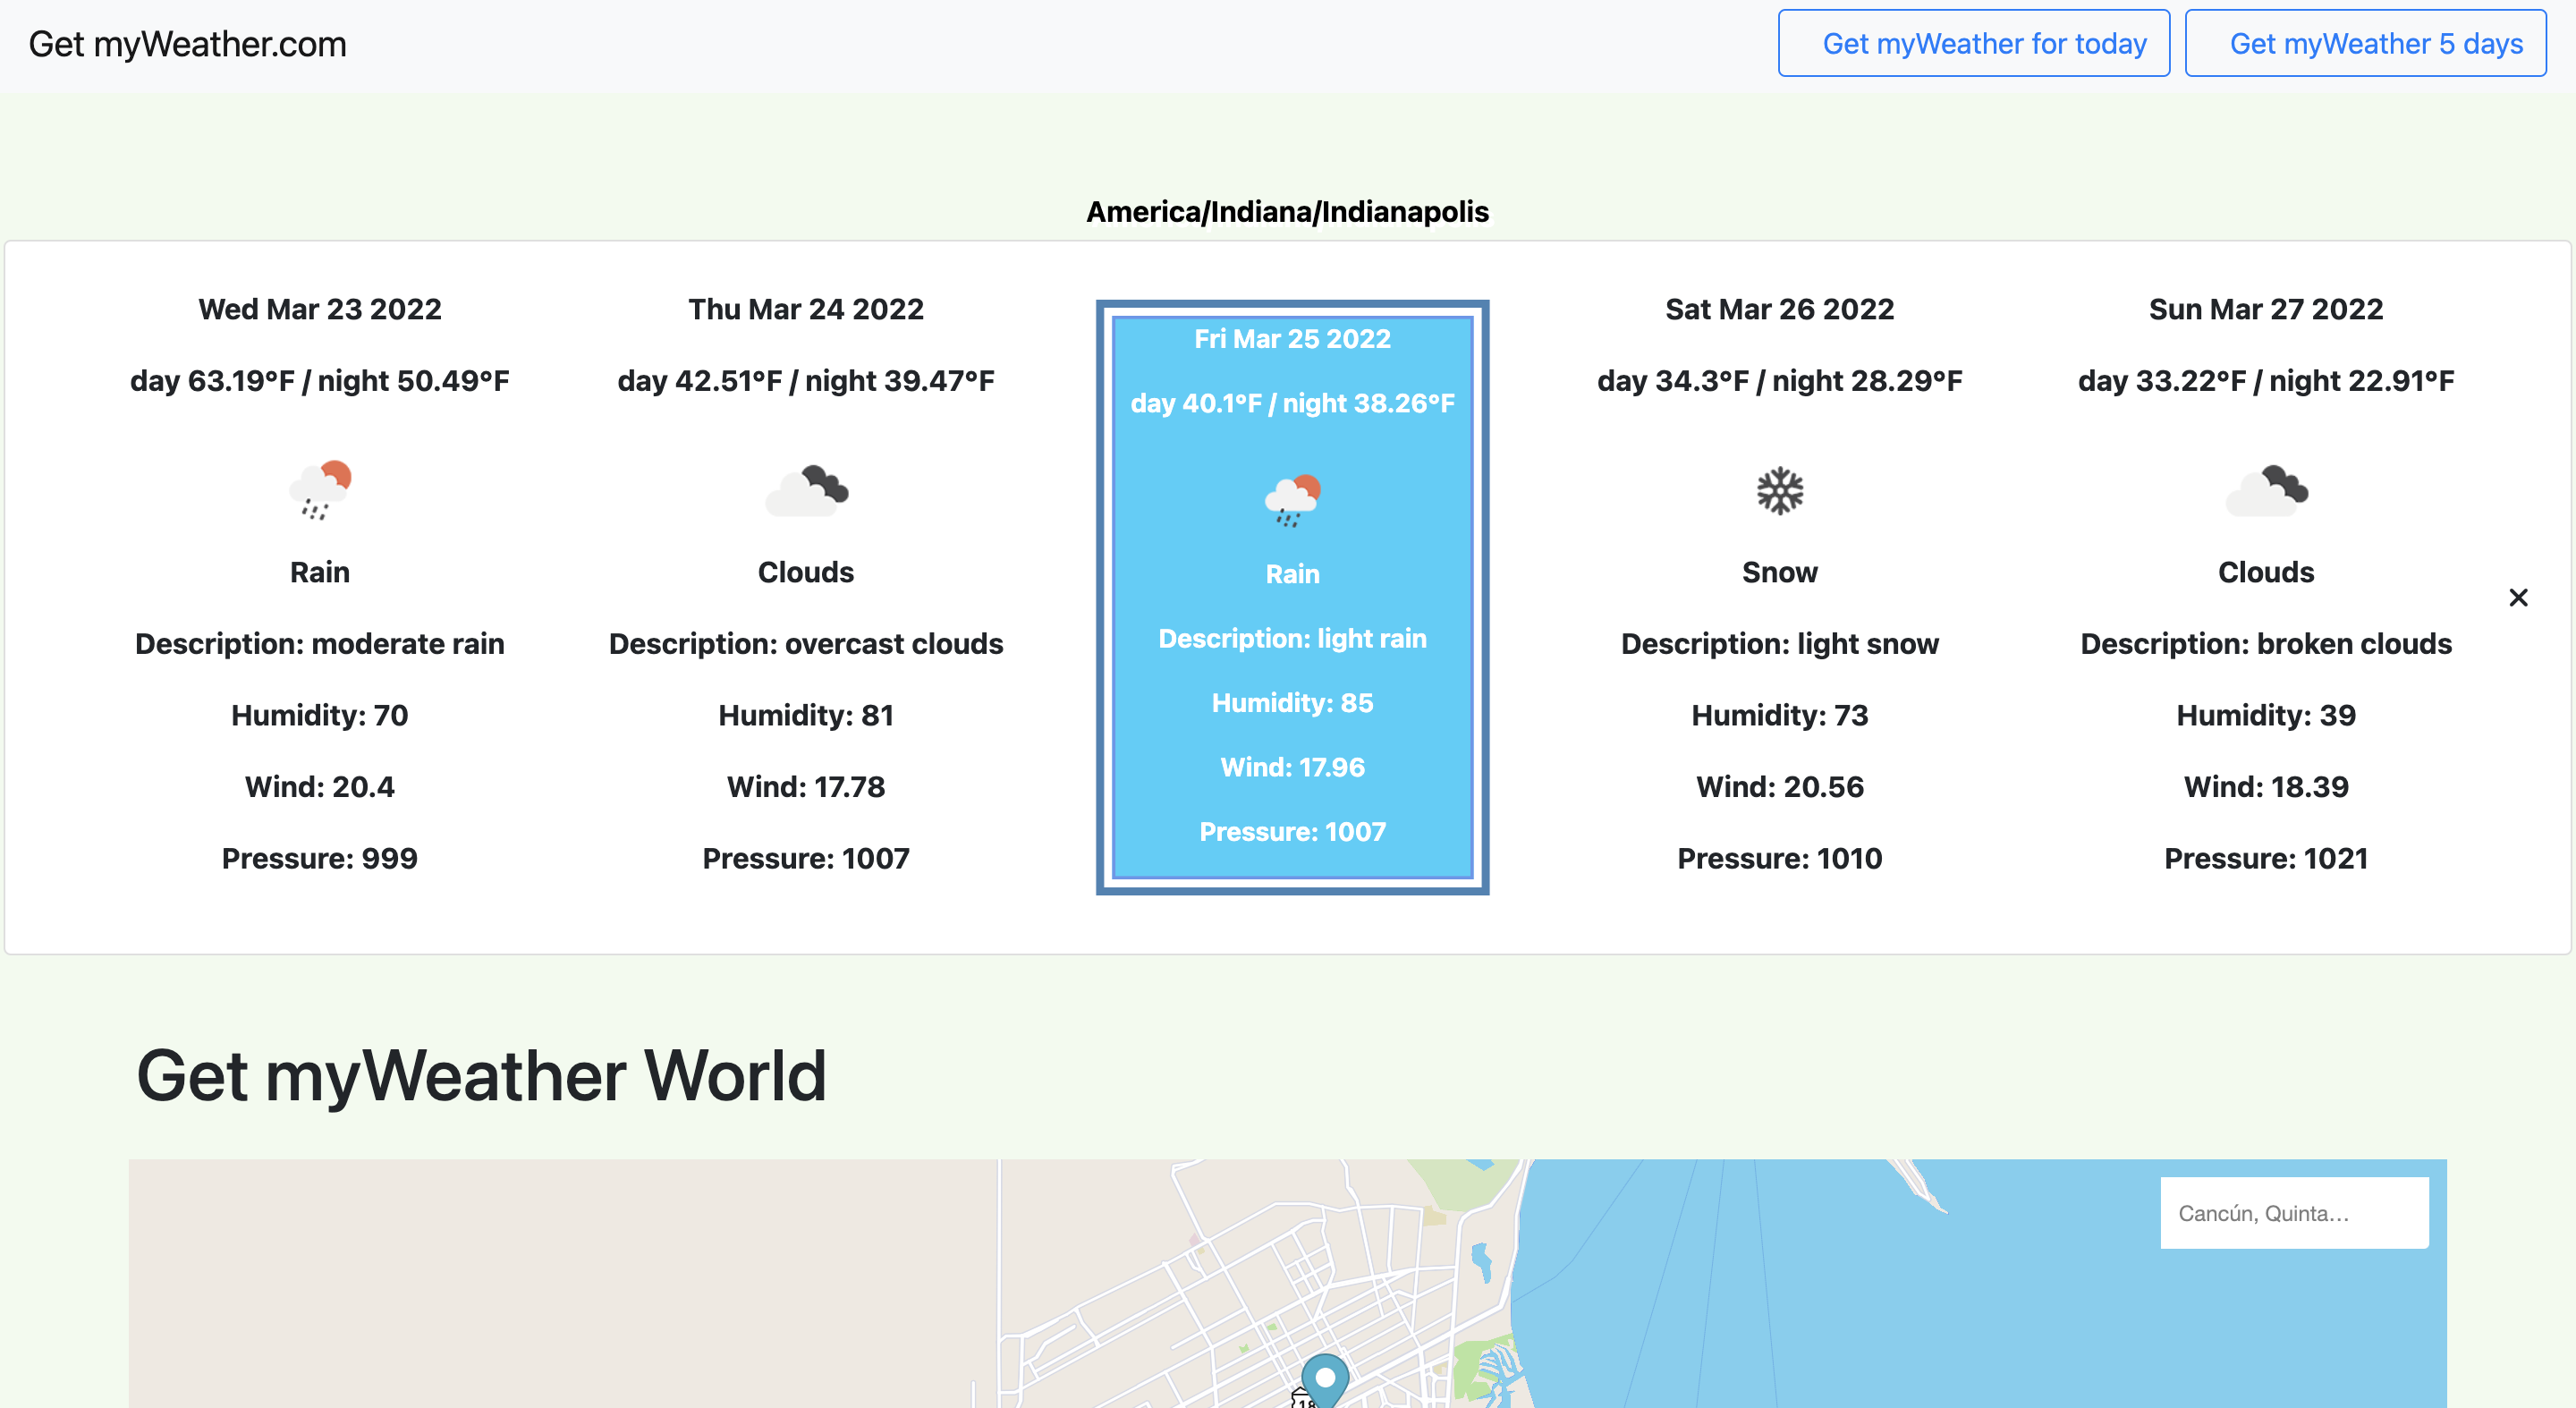 Get myWeather.com
Get myWeather for today
Get myWeather 5 days
America/Indiana/Indianapolis
Wed Mar 23 2022
day 63.19°F / night 50.49°F
Rain
Description: moderate rain
Humidity: 70
Wind: 20.4
Pressure: 999
Thu Mar 24 2022
day 42.51°F / night 39.47°F
Clouds
Description: overcast clouds
Humidity: 81
Wind: 17.78
Pressure: 1007
Fri Mar 25 2022
day 40.1°F / night 38.26°F
Rain
Description: light rain
Humidity: 85
Wind: 17.96
Pressure: 1007
Sat Mar 26 2022
day 34.3°F / night 28.29°F
Snow
Description: light snow
Humidity: 73
Wind: 20.56
Pressure: 1010
Sun Mar 27 2022
day 33.22°F / night 22.91°F
Clouds
Description: broken clouds
Humidity: 39
Wind: 18.39
Pressure: 1021
Get myWeather World
Cancún, Quinta...